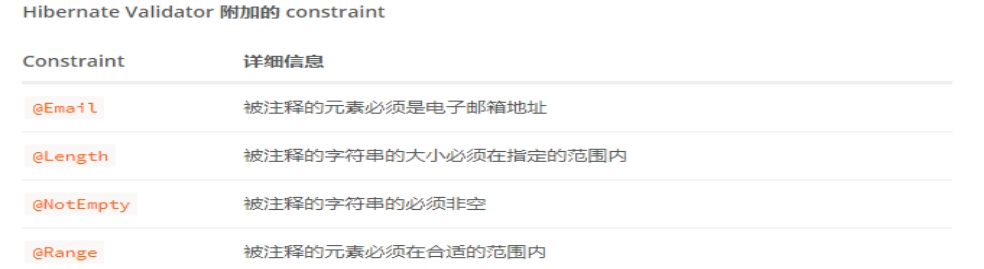 Hibernate Validator 附加的 constraint
Constraint 详细信息
@Email 被注释的元素必须是电子邮箱地址
@Length 被注释的字符串的大小必须在指定的范围内
@NotEmpty 被注释的字符串的必须非空
@Range 被注释的元素必须在合适的范围内